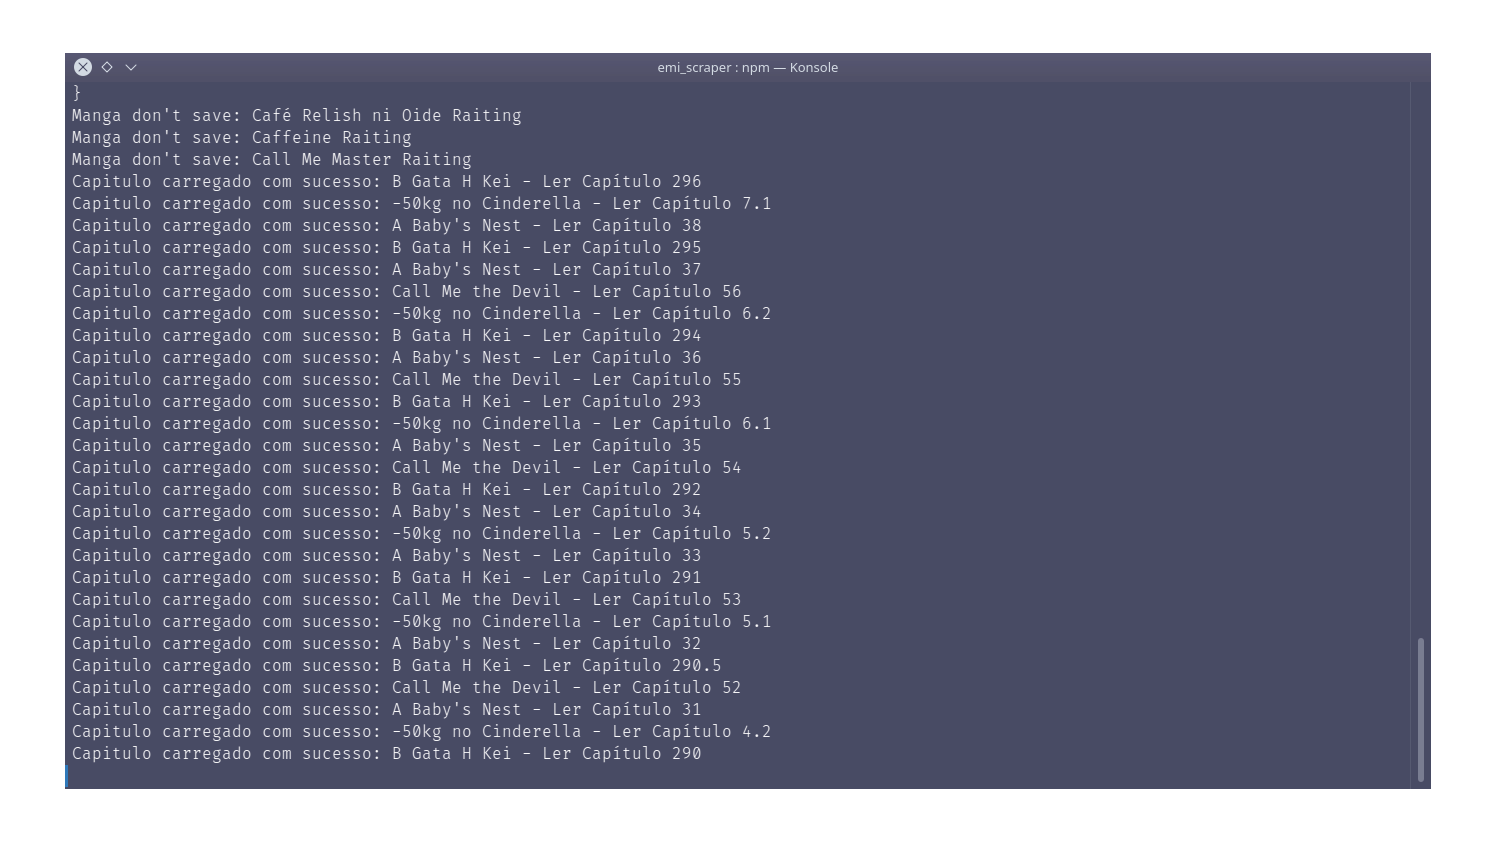 emi_scraper : npm — Konsole
}
Manga don't save: Café Relish ni Oide Raiting
Manga don't save: Caffeine Raiting
Manga don't save: Call Me Master Raiting
Capitulo carregado com sucesso: B Gata H Kei - Ler Capítulo 296
Capitulo carregado com sucesso: -50kg no Cinderella - Ler Capítulo 7.1
Capitulo carregado com sucesso: A Baby's Nest - Ler Capítulo 38
Capitulo carregado com sucesso: B Gata H Kei - Ler Capítulo 295
Capitulo carregado com sucesso: A Baby's Nest - Ler Capítulo 37
Capitulo carregado com sucesso: Call Me the Devil - Ler Capítulo 56
Capitulo carregado com sucesso: -50kg no Cinderella - Ler Capítulo 6.2
Capitulo carregado com sucesso: B Gata H Kei - Ler Capítulo 294
Capitulo carregado com sucesso: A Baby's Nest - Ler Capítulo 36
Capitulo carregado com sucesso: Call Me the Devil - Ler Capítulo 55
Capitulo carregado com sucesso: B Gata H Kei - Ler Capítulo 293
Capitulo carregado com sucesso: -50kg no Cinderella - Ler Capítulo 6.1
Capitulo carregado com sucesso: A Baby's Nest - Ler Capítulo 35
Capitulo carregado com sucesso: Call Me the Devil - Ler Capítulo 54
Capitulo carregado com sucesso: B Gata H Kei - Ler Capítulo 292
Capitulo carregado com sucesso: A Baby's Nest - Ler Capítulo 34
Capitulo carregado com sucesso: -50kg no Cinderella - Ler Capítulo 5.2
Capitulo carregado com sucesso: A Baby's Nest - Ler Capítulo 33
Capitulo carregado com sucesso: B Gata H Kei - Ler Capítulo 291
Capitulo carregado com sucesso: Call Me the Devil - Ler Capítulo 53
Capitulo carregado com sucesso: -50kg no Cinderella - Ler Capítulo 5.1
Capitulo carregado com sucesso: A Baby's Nest - Ler Capítulo 32
Capitulo carregado com sucesso: B Gata H Kei - Ler Capítulo 290.5
Capitulo carregado com sucesso: Call Me the Devil - Ler Capítulo 52
Capitulo carregado com sucesso: A Baby's Nest - Ler Capítulo 31
Capitulo carregado com sucesso: -50kg no Cinderella - Ler Capítulo 4.2
Capitulo carregado com sucesso: B Gata H Kei - Ler Capítulo 290